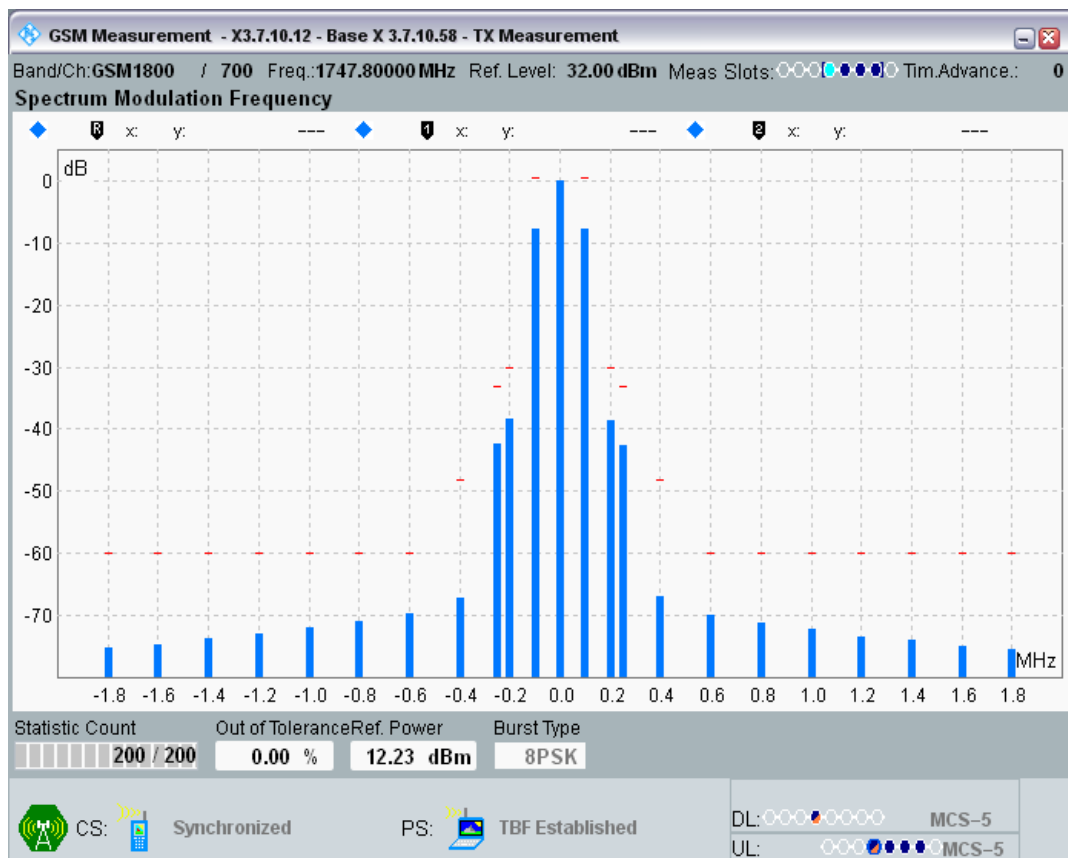 GSM Measurement - X3.7.10.12 - Base X 3.7.10.58 - TX Measurement
Band/Ch:GSM1800 / 700 Freq.:1747.80000 MHz Ref. Level: 32.00 dBm Meas Slots: Tim.Advance.: 0
Spectrum Modulation Frequency
R x: y: --- 1 x: y: --- 2 x: y: ---
dB
0
-10
-20
-30
-40
-50
-60
-70
MHz
-1.8 -1.6 -1.4 -1.2 -1.0 -0.8 -0.6 -0.4 -0.2 0.0 0.2 0.4 0.6 0.8 1.0 1.2 1.4 1.6 1.8
Statistic Count Out of Tolerance Ref. Power Burst Type
200 / 200 0.00 % 12.23 dBm 8PSK
CS: Synchronized PS: TBF Established DL: MCS-5
UL: MCS-5